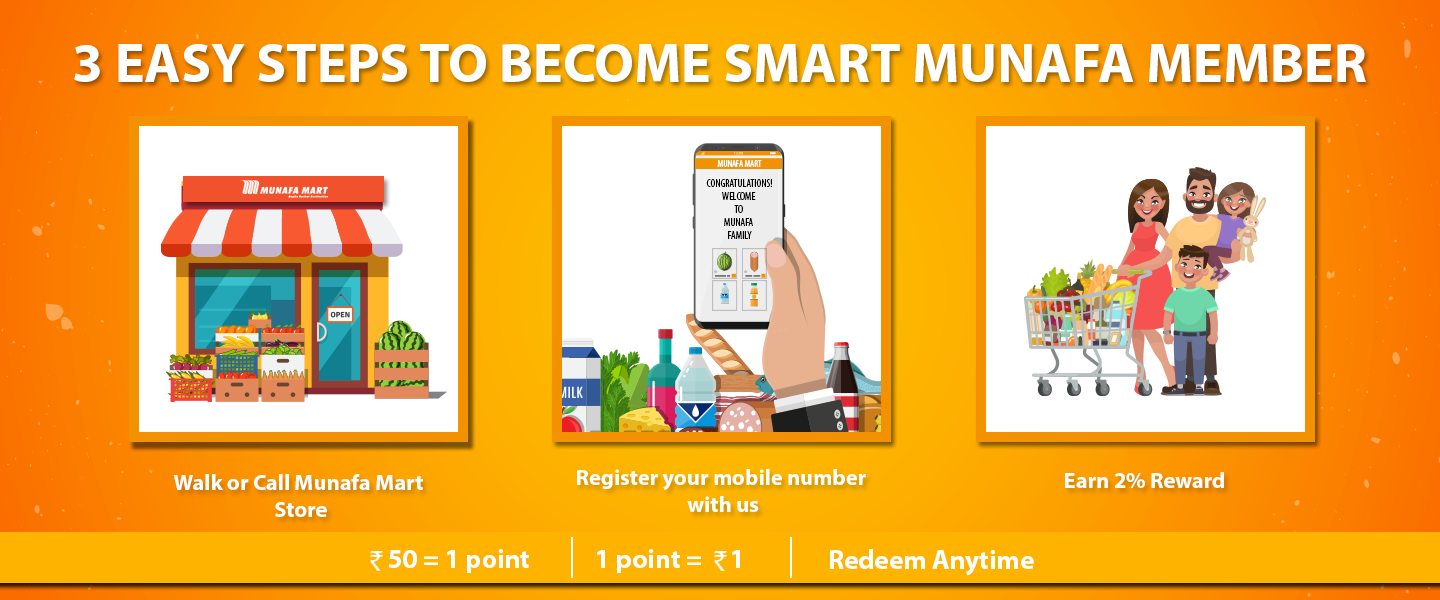 3 EASY STEPS TO BECOME SMART MUNAFA MEMBER
MUNAFA MART
OPEN
MUNAFA MART
CONGRATULATIONS!
WELCOME
TO
MUNAFA
FAMILY
MILK
Walk or Call Munafa Mart
Store
Register your mobile number
with us
Earn 2% Reward
₹ 50 = 1 point
1 point = ₹ 1
Redeem Anytime